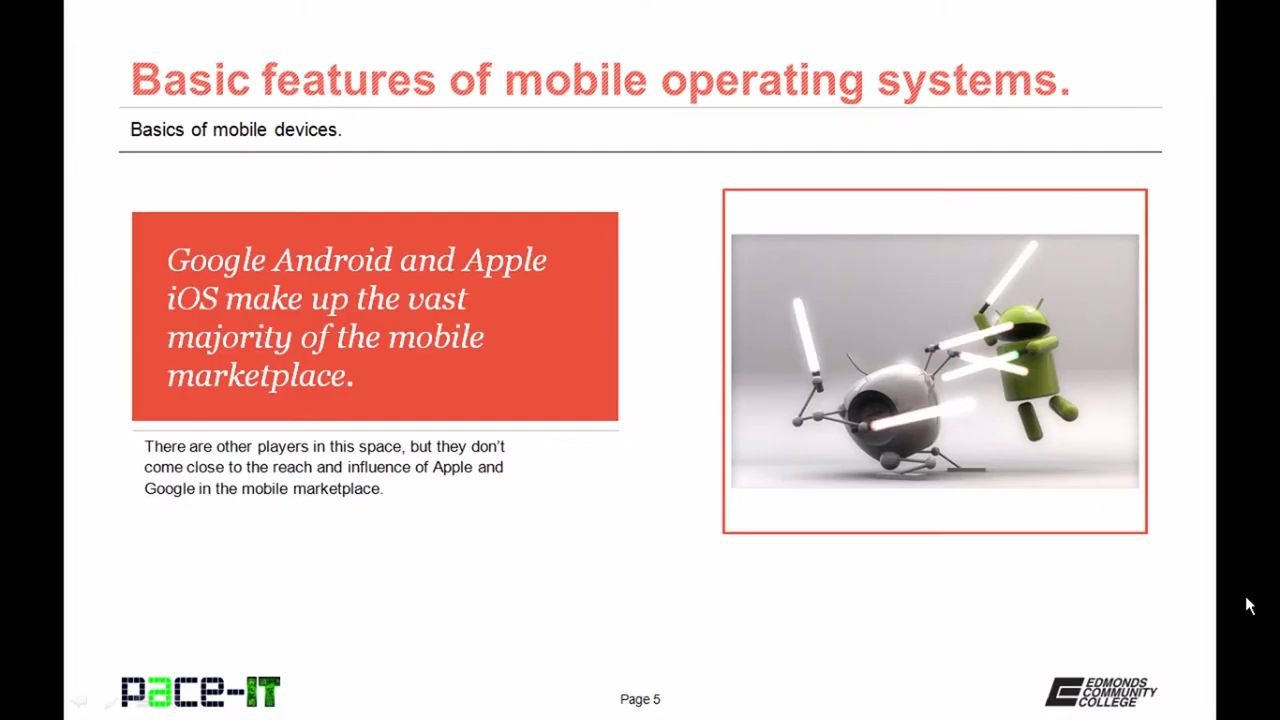 Basic features of mobile operating systems.
Basics of mobile devices.
Google Android and Apple
iOS make up the vast
majority of the mobile
marketplace.
There are other players in this space, but they don't
come close to the reach and influence of Apple and
Google in the mobile marketplace.
pace-IT
Page 5
EDMONDS
COMMUNITY
COLLEGE